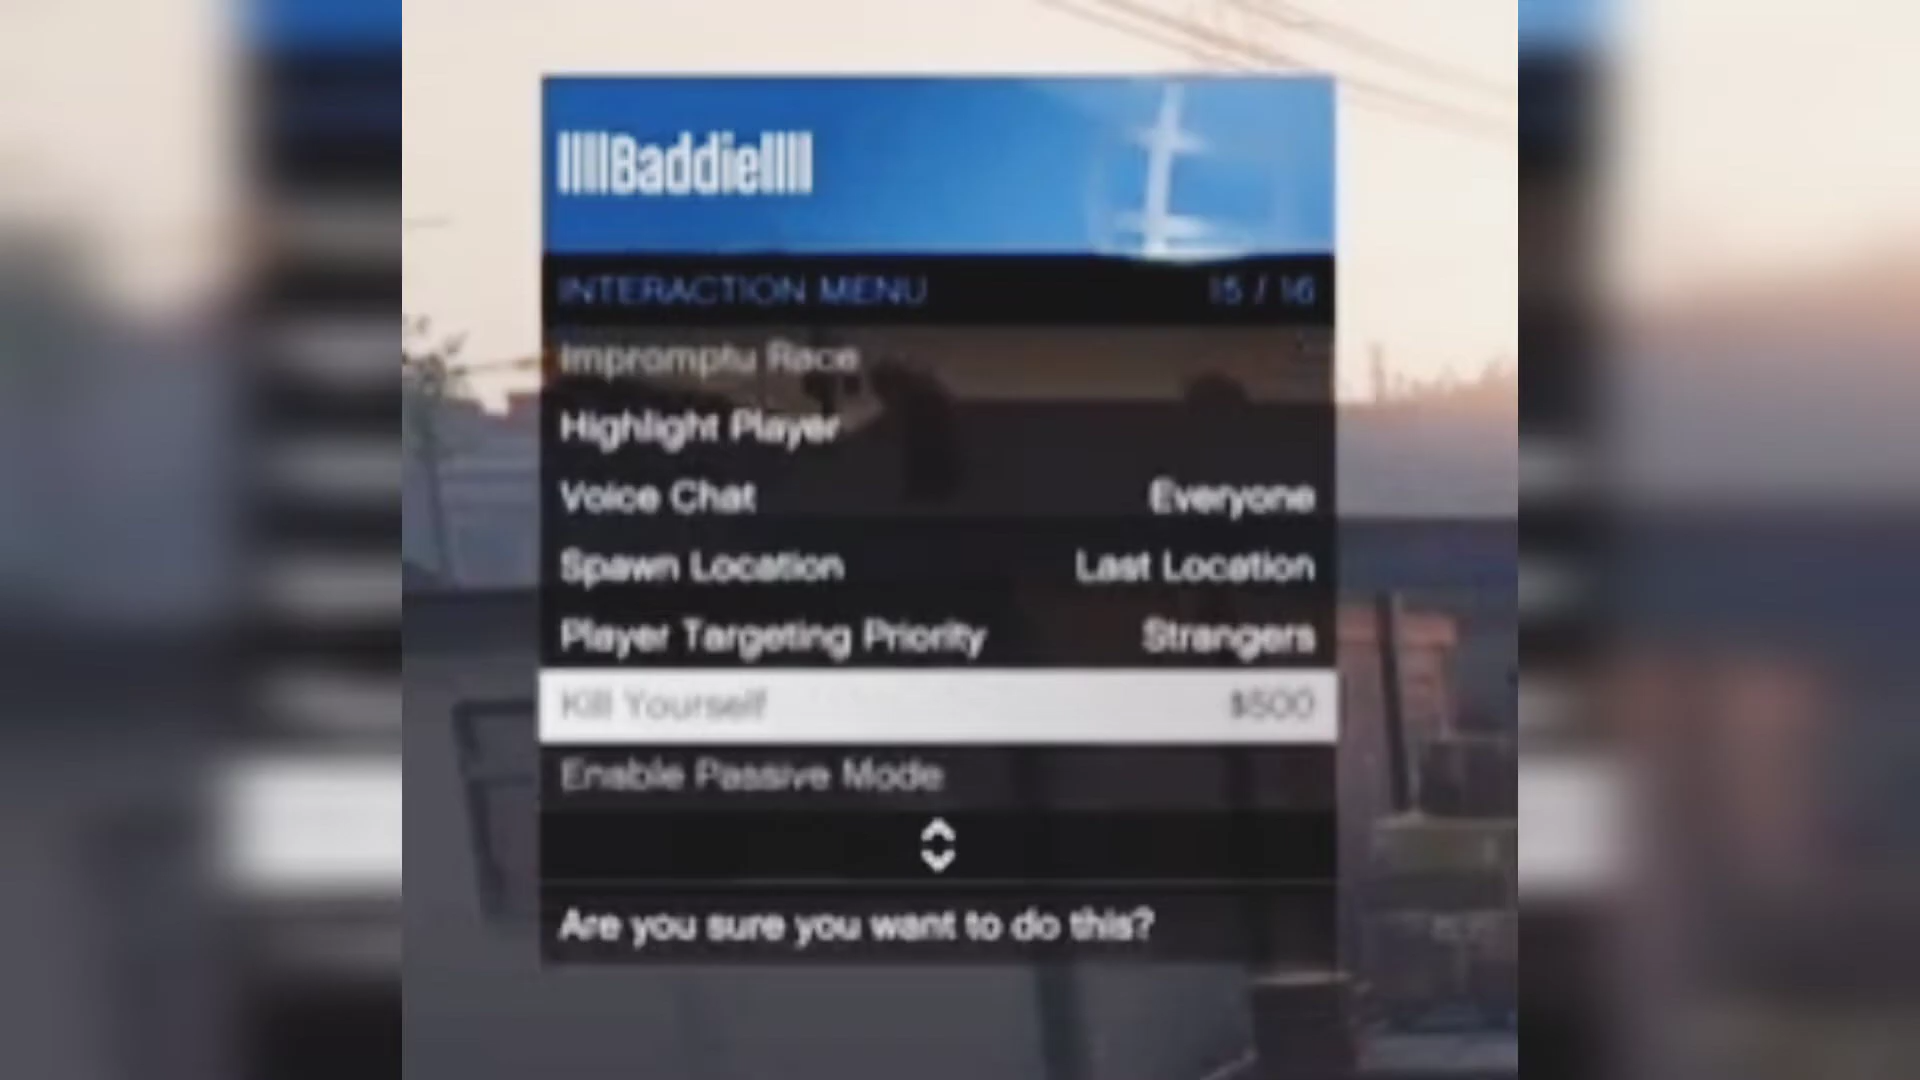 IIIIBaddieIIII
INTERACTION MENU 15 / 16
Impromptu Race
Highlight Player
Voice Chat Everyone
Spawn Location Last Location
Player Targeting Priority Strangers
Kill Yourself $500
Enable Passive Mode
Are you sure you want to do this?